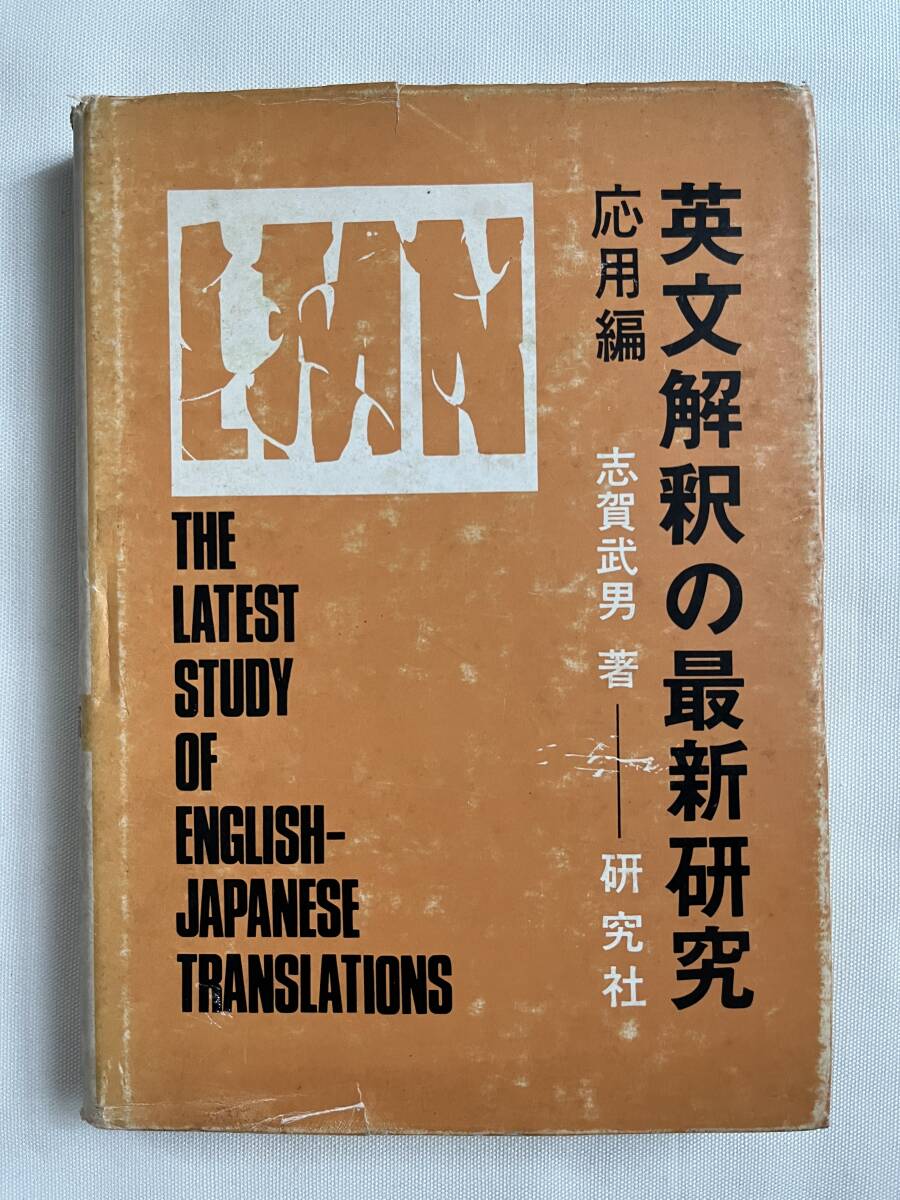 英文解釈の最新研究
応用編
志賀武男 著 ── 研究社
THE
LATEST
STUDY
OF
ENGLISH-
JAPANESE
TRANSLATIONS